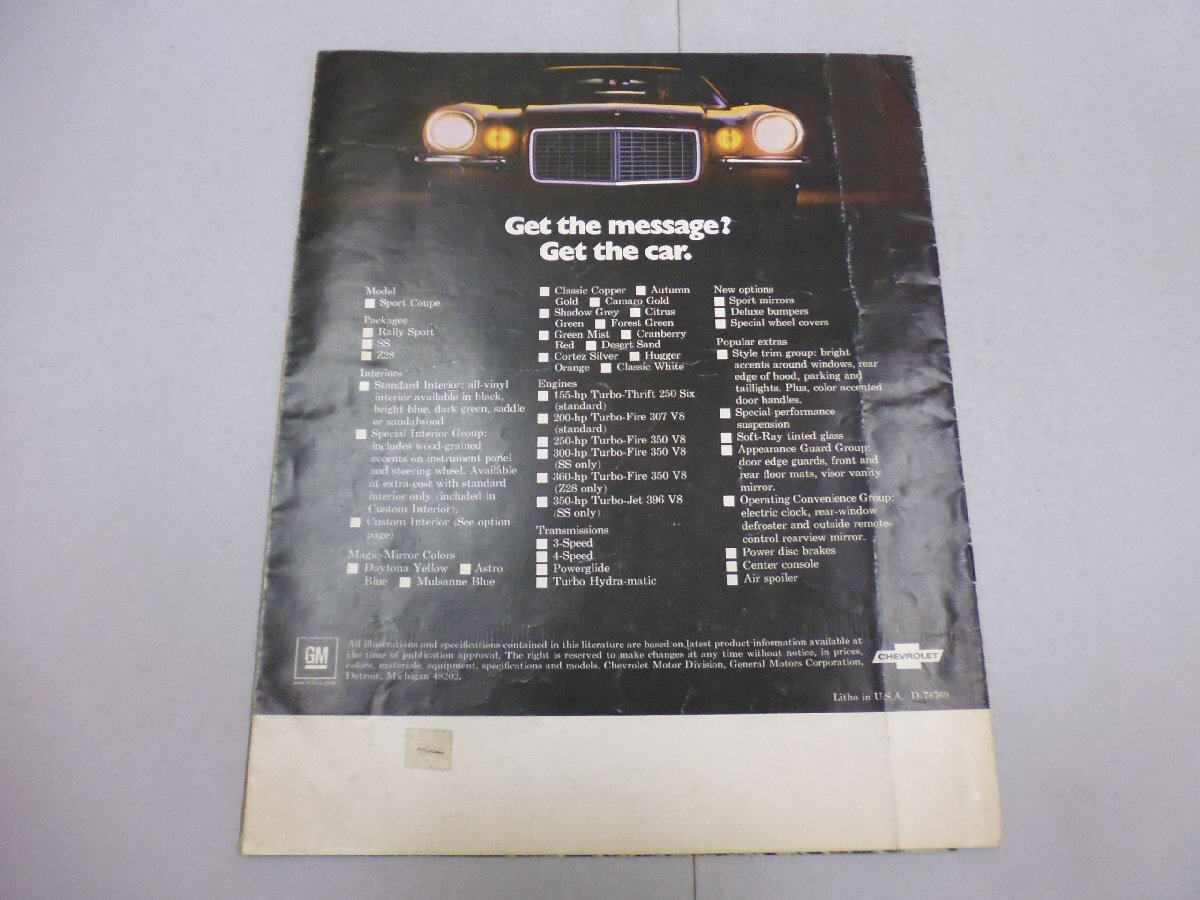 Get the message?
Get the car.
Model
Sport Coupe
Packages
Rally Sport
SS
Z28
Interiors
Standard Interior: all-vinyl
interior available in black,
bright blue, dark green, saddle
or sandalwood
Special Interior Group:
includes wood-grained
accents on instrument panel
and steering wheel. Available
at extra-cost with standard
interior only (included in
Custom Interior).
Custom Interior (See option
page)
Magic-Mirror Colors
Daytona Yellow Astro
Blue Mulsanne Blue
Classic Copper Autumn
Gold Camaro Gold
Shadow Grey Citrus
Green Forest Green
Green Mist Cranberry
Red Desert Sand
Cortez Silver Hugger
Orange Classic White
Engines
155-hp Turbo-Thrift 250 Six
(standard)
200-hp Turbo-Fire 307 V8
(standard)
250-hp Turbo-Fire 350 V8
300-hp Turbo-Fire 350 V8
(SS only)
360-hp Turbo-Fire 350 V8
(Z28 only)
350-hp Turbo-Jet 396 V8
(SS only)
Transmissions
3-Speed
4-Speed
Powerglide
Turbo Hydra-matic
New options
Sport mirrors
Deluxe bumpers
Special wheel covers
Popular extras
Style trim group: bright
accents around windows, rear
edge of hood, parking and
taillights. Plus, color accented
door handles.
Special performance
suspension
Soft-Ray tinted glass
Appearance Guard Group:
door edge guards, front and
rear floor mats, visor vanity
mirror.
Operating Convenience Group:
electric clock, rear-window
defroster and outside remote-
control rearview mirror.
Power disc brakes
Center console
Air spoiler
GM
All illustrations and specifications contained in this literature are based on latest product information available at
the time of publication approval. The right is reserved to make changes at any time without notice, in prices,
colors, materials, equipment, specifications and models. Chevrolet Motor Division, General Motors Corporation,
Detroit, Michigan 48202.
CHEVROLET
Litho in U.S.A. D-78769